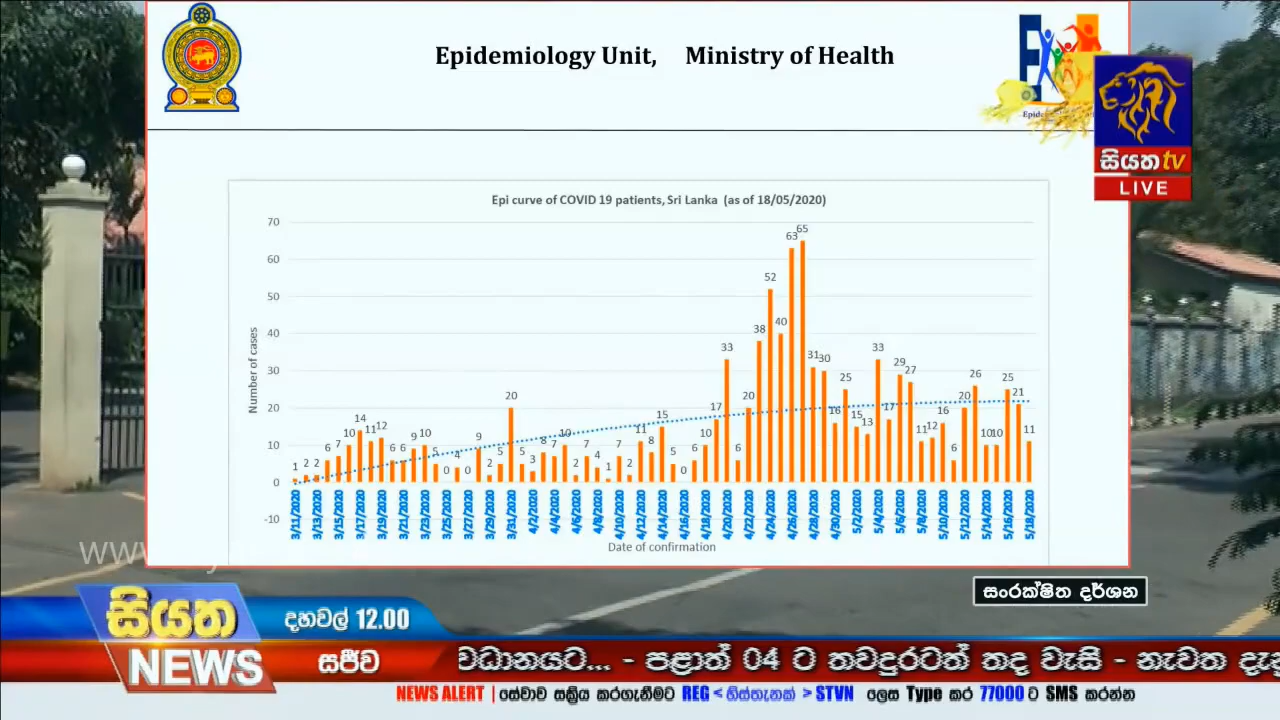 Epidemiology Unit, Ministry of Health
සියත tv
LIVE
Epi curve of COVID 19 patients, Sri Lanka (as of 18/05/2020)
Number of cases
70
60
50
40
30
20
10
0
-10
1 2 2 6 7 10 14 11 12 6 6 9 10 5 0 4 0 9 2 5 20 5 3 8 7 10 2 7 4 1 7 2 11 8 15 5 0 6 10 17 33 6 20 38 52 40 63 65 31 30 16 25 15 13 33 17 29 27 11 12 16 6 20 26 10 10 25 21 11
3/11/2020 3/13/2020 3/15/2020 3/17/2020 3/19/2020 3/21/2020 3/23/2020 3/25/2020 3/27/2020 3/29/2020 3/31/2020 4/2/2020 4/4/2020 4/6/2020 4/8/2020 4/10/2020 4/12/2020 4/14/2020 4/16/2020 4/18/2020 4/20/2020 4/22/2020 4/24/2020 4/26/2020 4/28/2020 4/30/2020 5/2/2020 5/4/2020 5/6/2020 5/8/2020 5/10/2020 5/12/2020 5/14/2020 5/16/2020 5/18/2020
Date of confirmation
සංරක්ෂිත දර්ශන
සියත දහවල් 12.00
NEWS සජීව වධානයට... - පළාත් 04 ට තවදුරටත් තද වැසි - නැවත
NEWS ALERT | සේවාව සක්‍රිය කරගැනීමට REG < හිස්තැනක් > STVN ලෙස Type කර 77000 ට SMS කරන්න